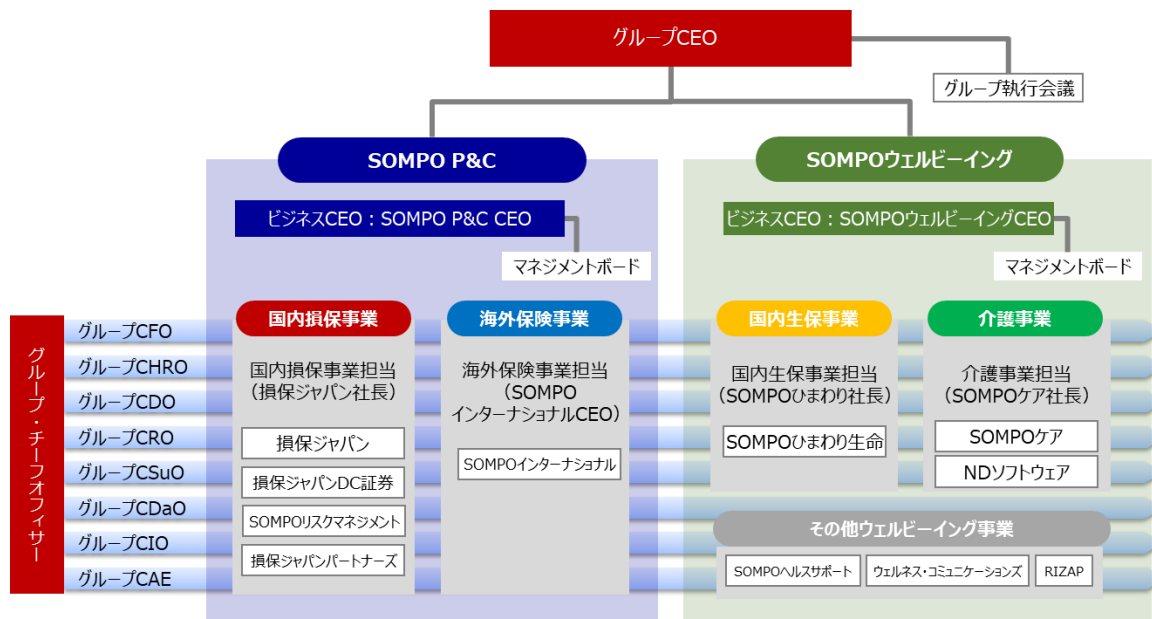 グループCEO
グループ執行会議
SOMPO P&C
ビジネスCEO：SOMPO P&C CEO
マネジメントボード
SOMPOウェルビーイング
ビジネスCEO：SOMPOウェルビーイングCEO
マネジメントボード
グループ・チーフオフィサー
グループCFO
グループCHRO
グループCDO
グループCRO
グループCSuO
グループCDaO
グループCIO
グループCAE
国内損保事業
国内損保事業担当
（損保ジャパン社長）
損保ジャパン
損保ジャパンDC証券
SOMPOリスクマネジメント
損保ジャパンパートナーズ
海外保険事業
海外保険事業担当
（SOMPO
インターナショナルCEO）
SOMPOインターナショナル
国内生保事業
国内生保事業担当
（SOMPOひまわり社長）
SOMPOひまわり生命
介護事業
介護事業担当
（SOMPOケア社長）
SOMPOケア
NDソフトウェア
その他ウェルビーイング事業
SOMPOヘルスサポート
ウェルネス・コミュニケーションズ
RIZAP